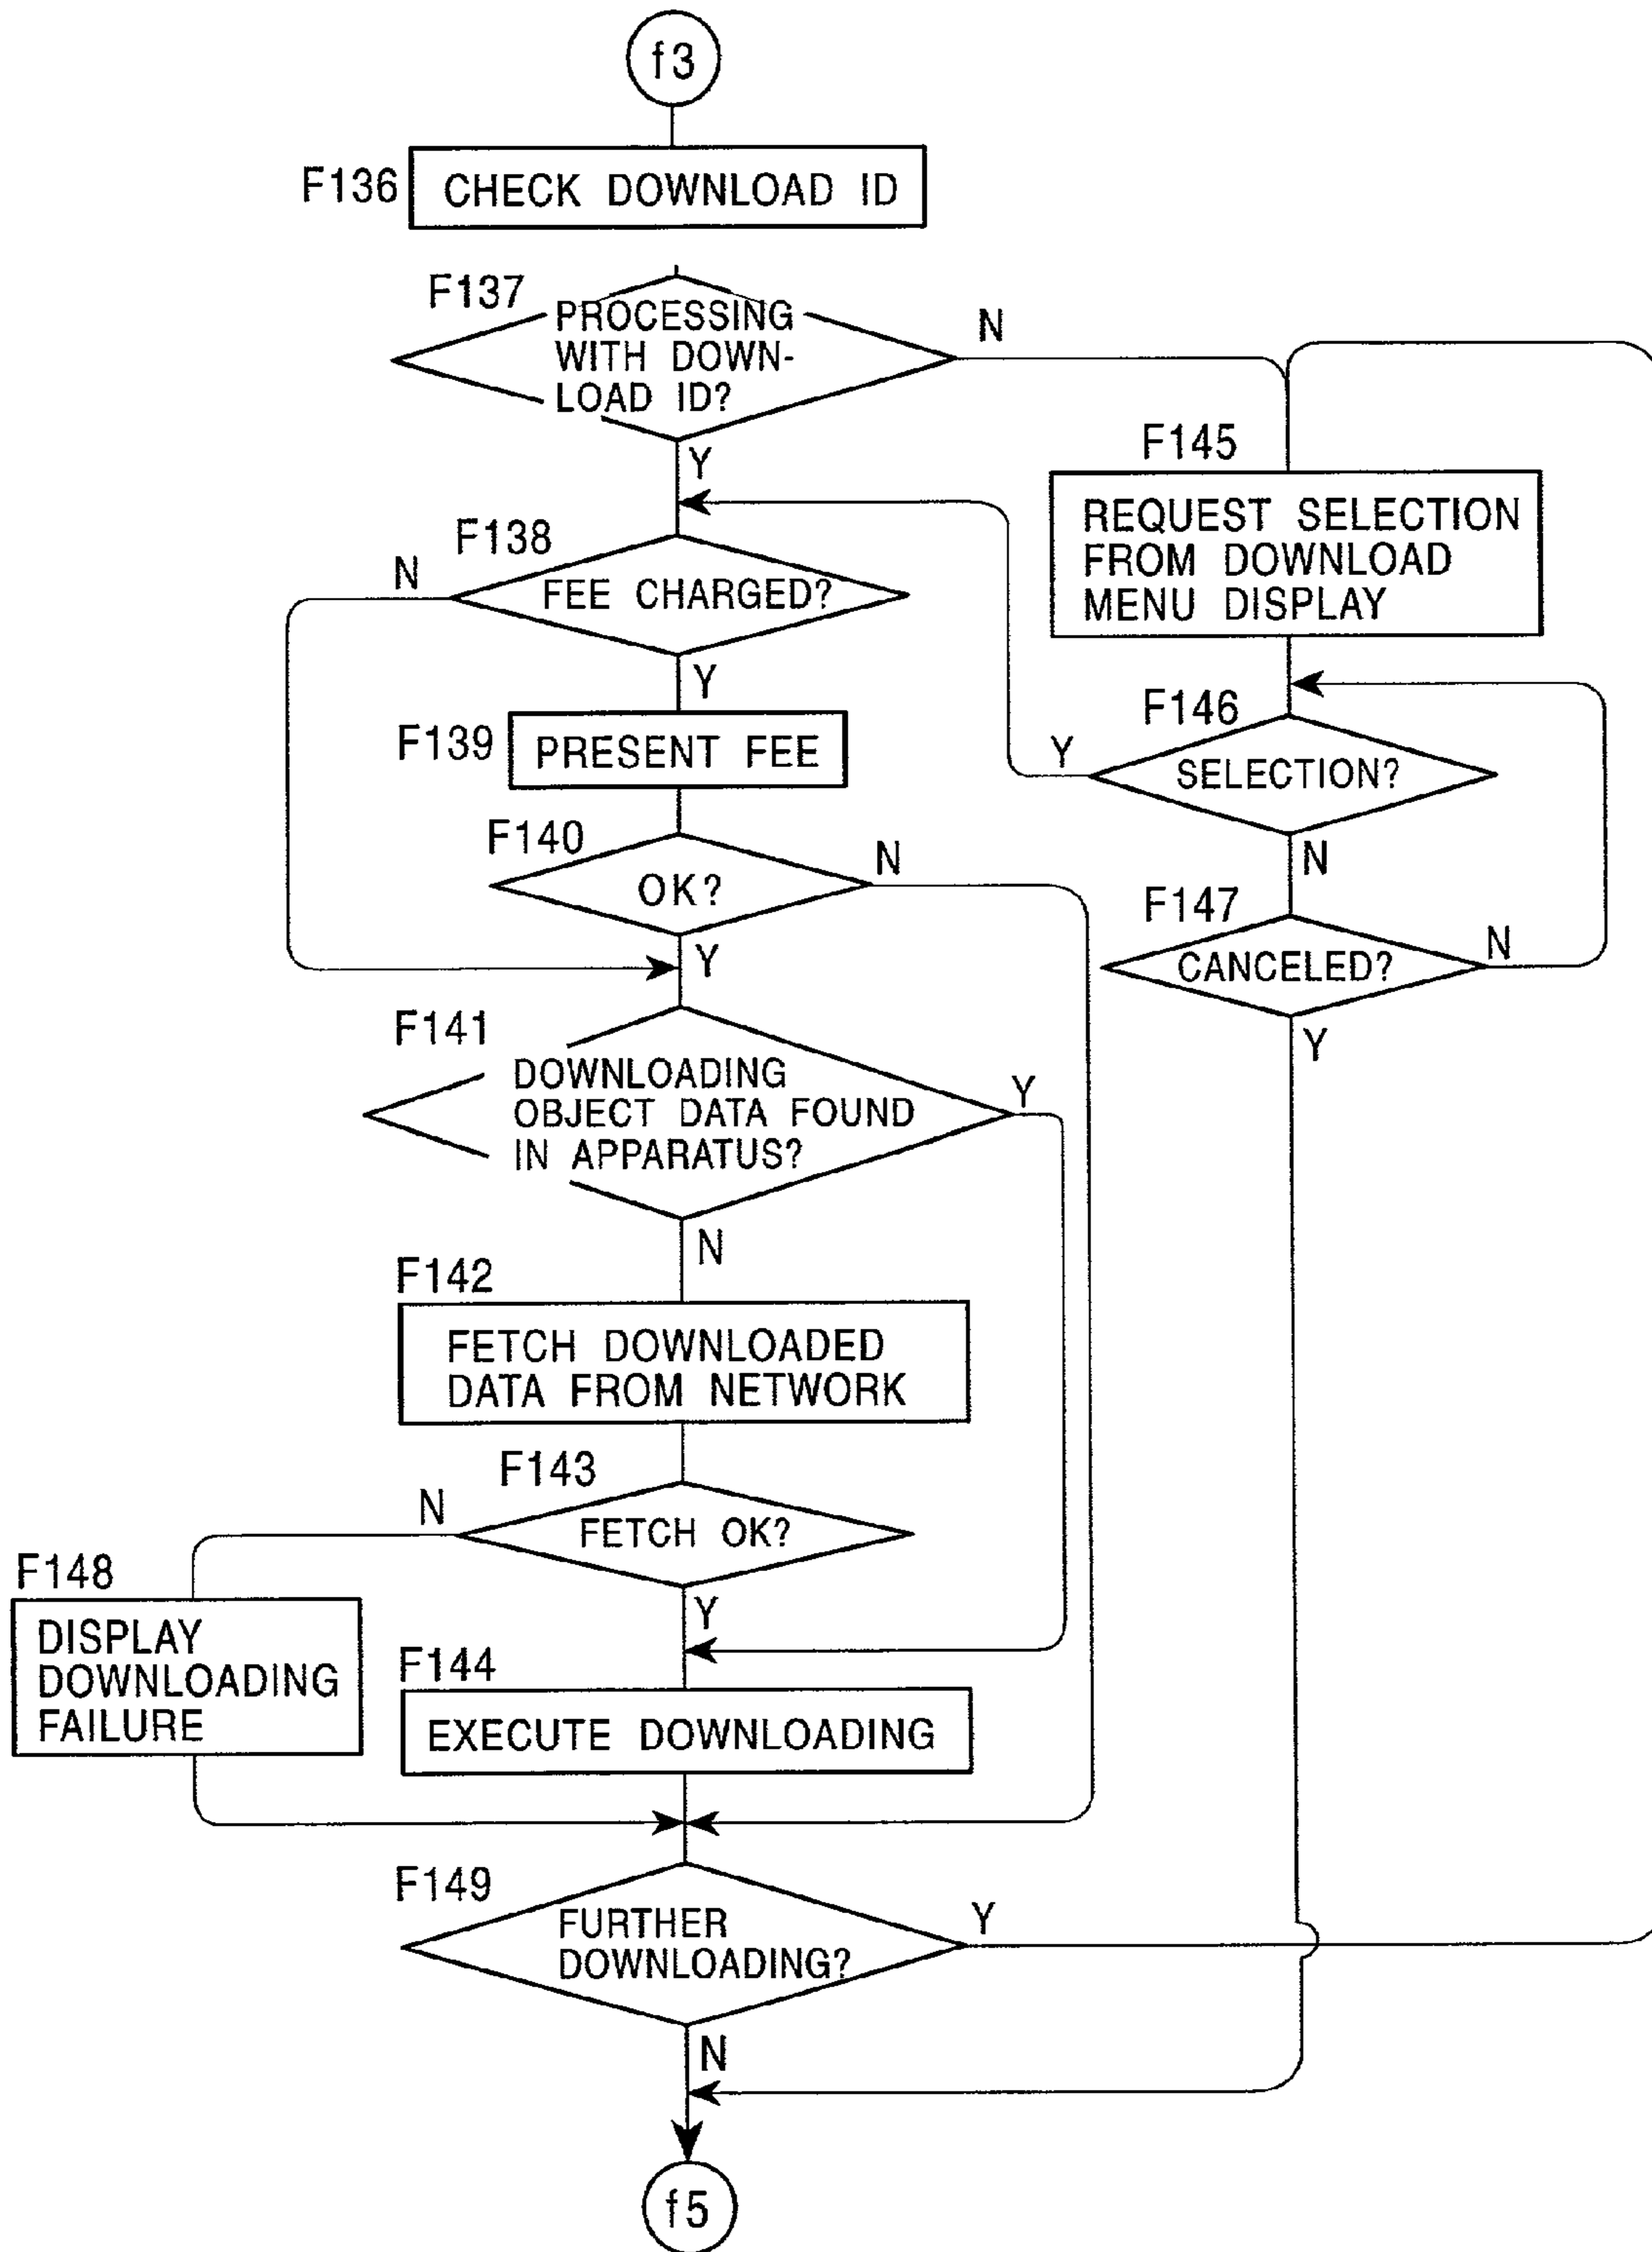 f3
F136
CHECK DOWNLOAD ID
F137
PROCESSING
WITH DOWN-
LOAD ID?
N
Y
F145
REQUEST SELECTION
FROM DOWNLOAD
MENU DISPLAY
F138
N
FEE CHARGED?
Y
F139
PRESENT FEE
F146
Y
SELECTION?
N
F140
N
OK?
Y
F147
CANCELED?
N
Y
F141
DOWNLOADING
OBJECT DATA FOUND
IN APPARATUS?
Y
N
F142
FETCH DOWNLOADED
DATA FROM NETWORK
F143
N
FETCH OK?
Y
F148
DISPLAY
DOWNLOADING
FAILURE
F144
EXECUTE DOWNLOADING
F149
FURTHER
DOWNLOADING?
Y
N
f5